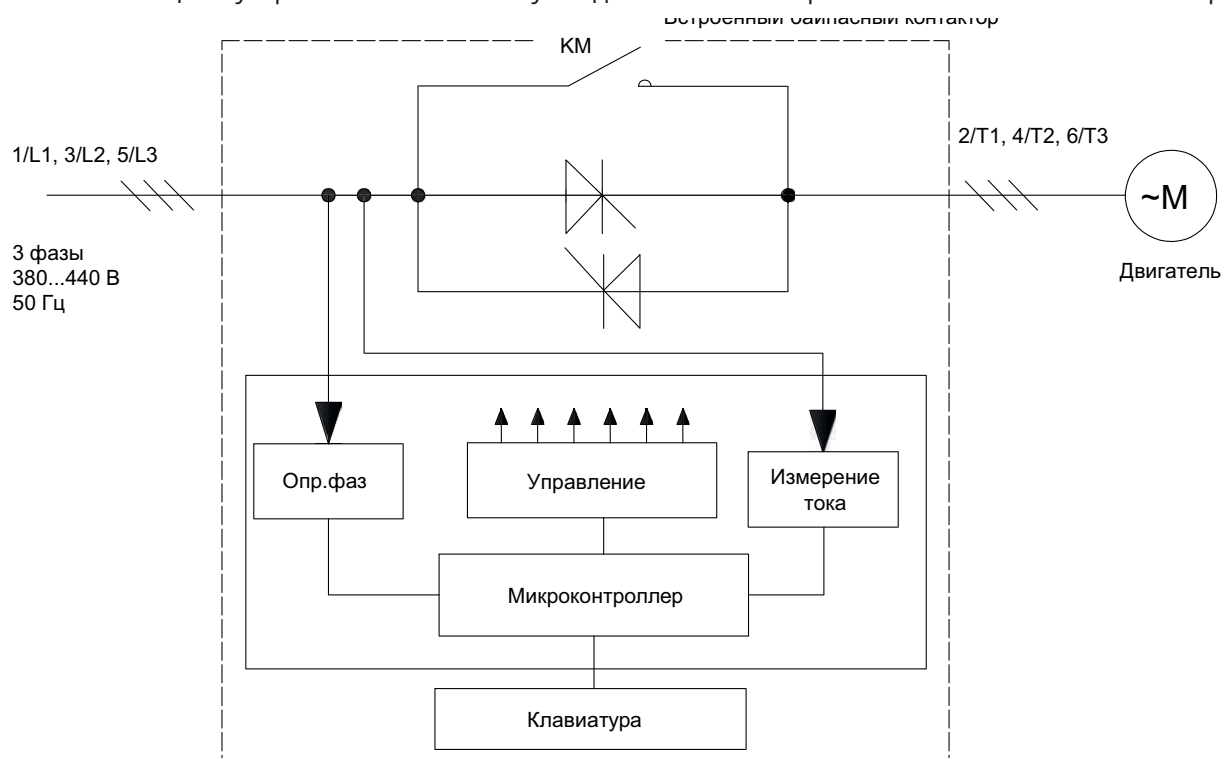 Встроенный байпасный контактор
KM
1/L1, 3/L2, 5/L3
2/T1, 4/T2, 6/T3
~M
3 фазы
380...440 В
50 Гц
Двигатель
Опр.фаз
Управление
Измерение
тока
Микроконтроллер
Клавиатура